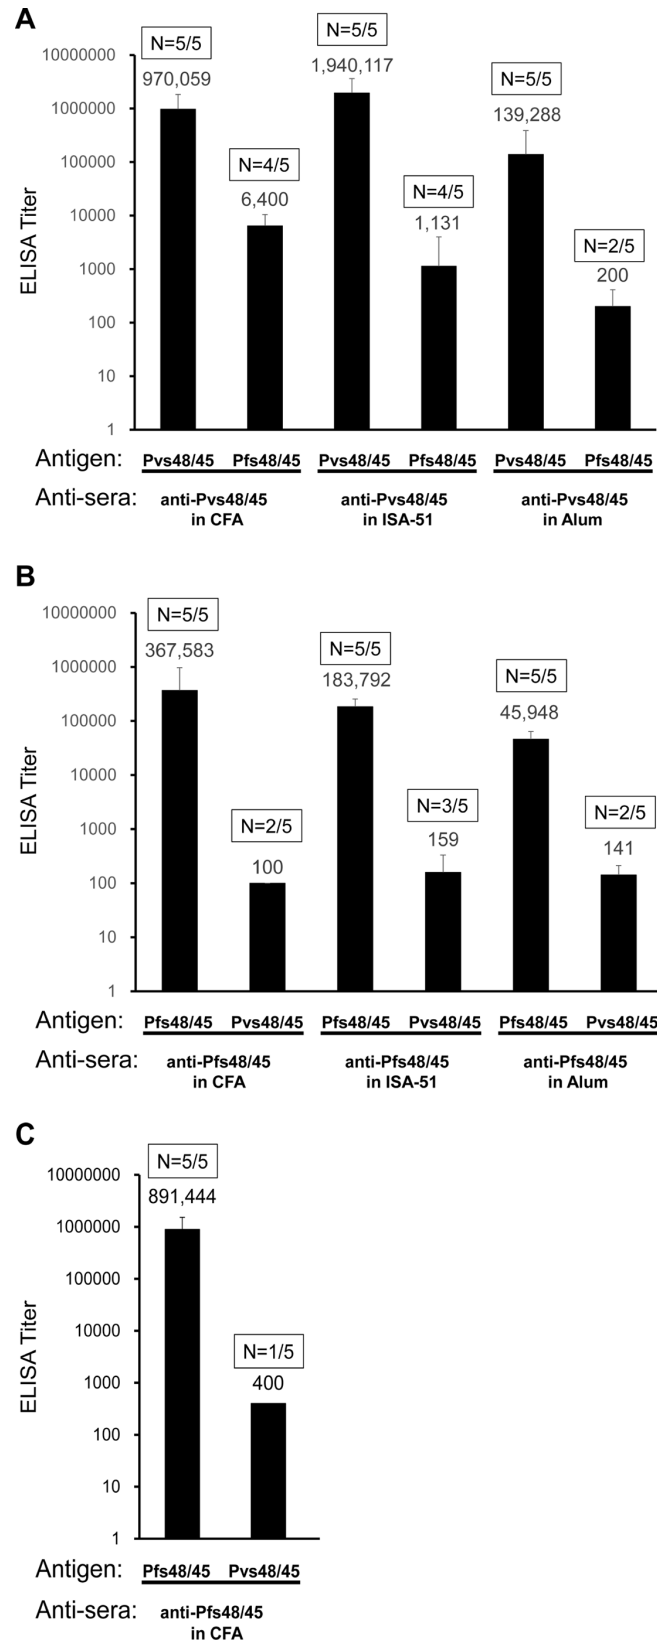 A
N=5/5
970,059
N=4/5
6,400
N=5/5
1,940,117
N=4/5
1,131
N=5/5
139,288
N=2/5
200
10000000
1000000
100000
10000
1000
100
10
1
ELISA Titer
Antigen: Pvs48/45 Pfs48/45 Pvs48/45 Pfs48/45 Pvs48/45 Pfs48/45
Anti-sera: anti-Pvs48/45 anti-Pvs48/45 anti-Pvs48/45
in CFA in ISA-51 in Alum
B
N=5/5
367,583
N=2/5
100
N=5/5
183,792
N=3/5
159
N=5/5
45,948
N=2/5
141
10000000
1000000
100000
10000
1000
100
10
1
ELISA Titer
Antigen: Pfs48/45 Pvs48/45 Pfs48/45 Pvs48/45 Pfs48/45 Pvs48/45
Anti-sera: anti-Pfs48/45 anti-Pfs48/45 anti-Pfs48/45
in CFA in ISA-51 in Alum
C
N=5/5
891,444
N=1/5
400
10000000
1000000
100000
10000
1000
100
10
1
ELISA Titer
Antigen: Pfs48/45 Pvs48/45
Anti-sera: anti-Pfs48/45
in CFA